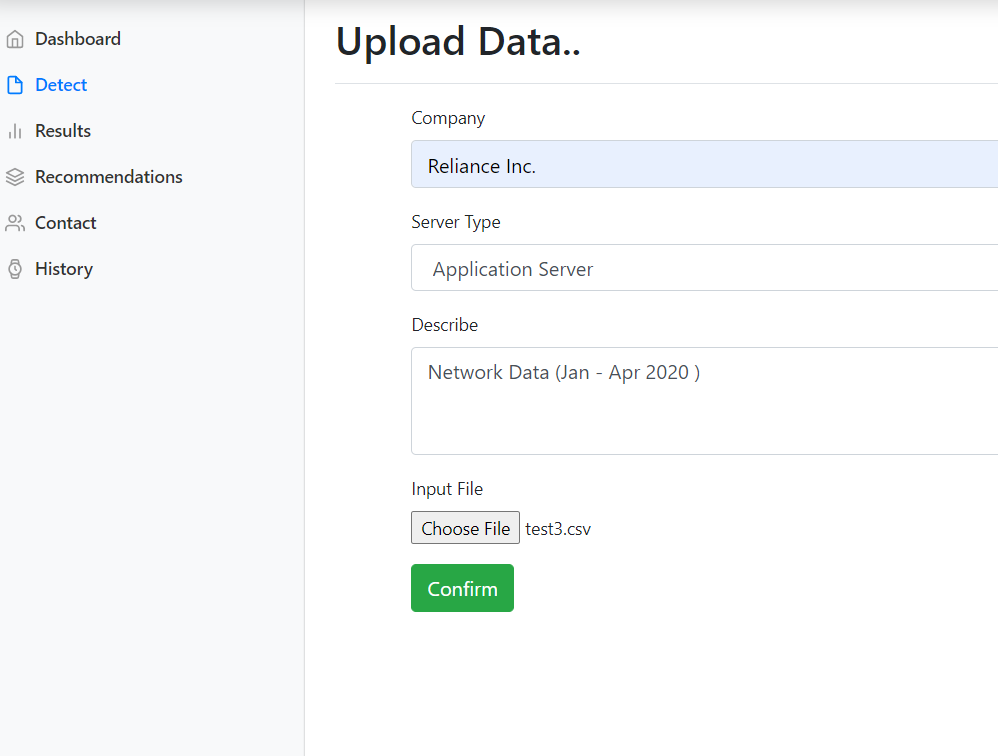 Dashboard
Detect
Results
Recommendations
Contact
History
Upload Data..
Company
Reliance Inc.
Server Type
Application Server
Describe
Network Data (Jan - Apr 2020 )
Input File
Choose File test3.csv
Confirm